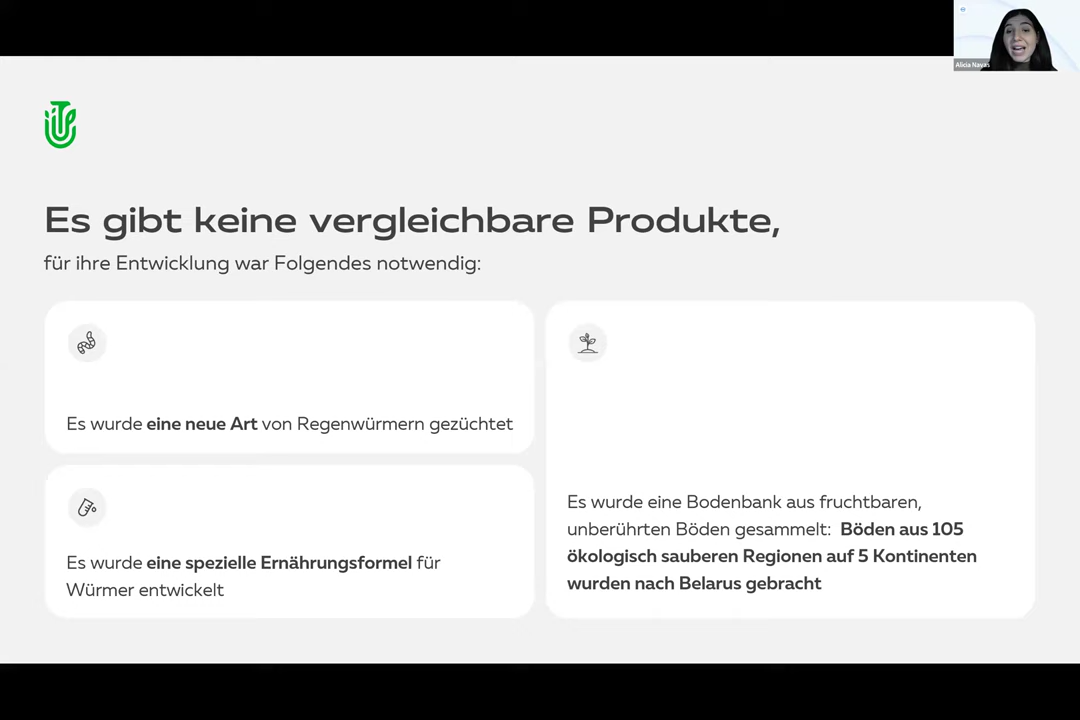 Alicia Navas
Es gibt keine vergleichbare Produkte,
für ihre Entwicklung war Folgendes notwendig:
Es wurde eine neue Art von Regenwürmern gezüchtet
Es wurde eine spezielle Ernährungsformel für
Würmer entwickelt
Es wurde eine Bodenbank aus fruchtbaren,
unberührten Böden gesammelt: Böden aus 105
ökologisch sauberen Regionen auf 5 Kontinenten
wurden nach Belarus gebracht